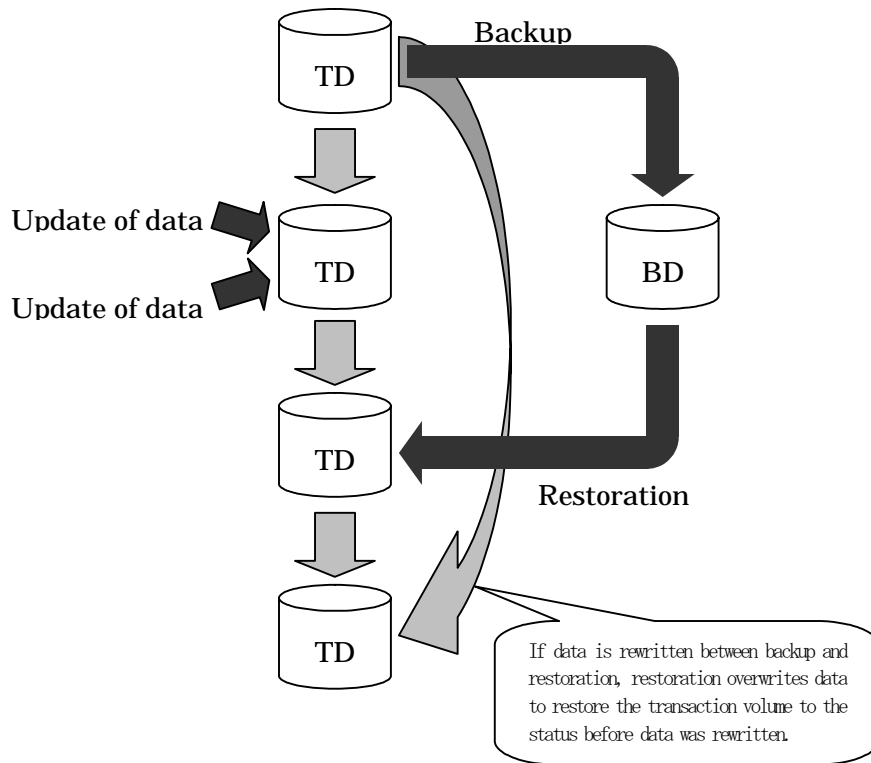 Backup
TD
Update of data
TD
BD
Update of data
TD
Restoration
TD
If data is rewritten between backup and
restoration, restoration overwrites data
to restore the transaction volume to the
status before data was rewritten.